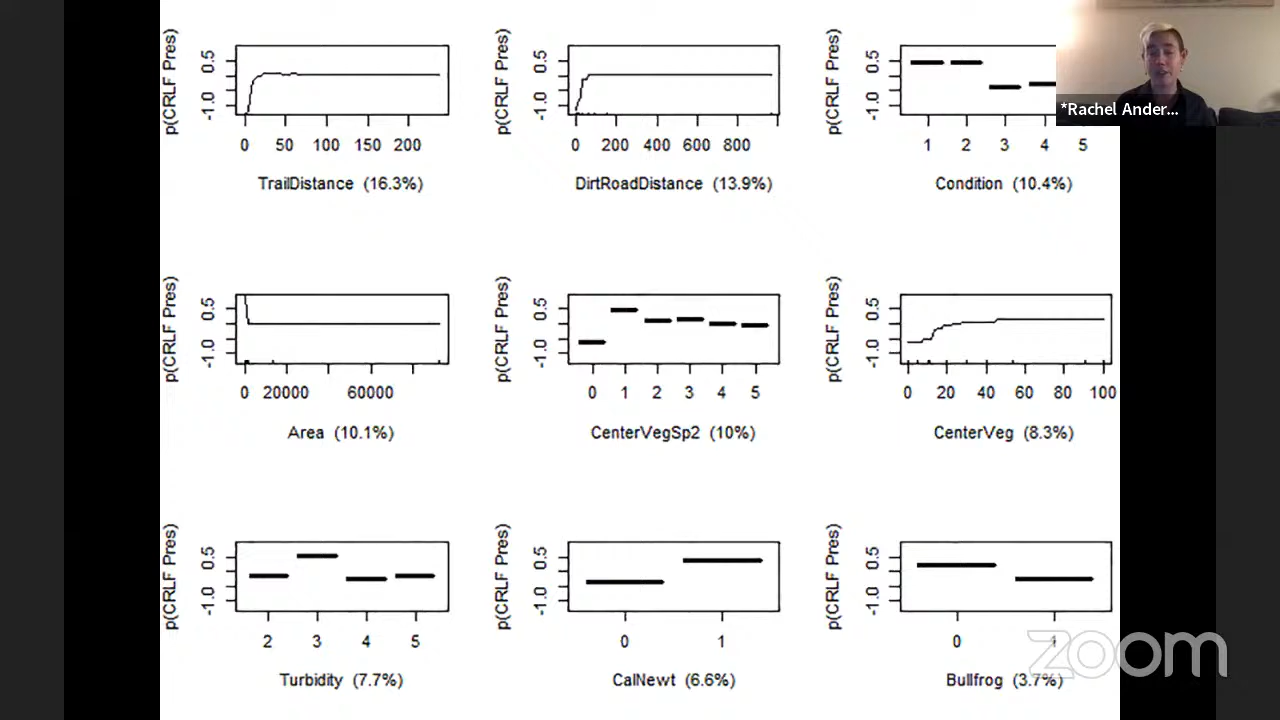 p(CRLF Pres)
0.5
-1.0
0 50 100 150 200
TrailDistance (16.3%)
p(CRLF Pres)
0.5
-1.0
0 200 400 600 800
DirtRoadDistance (13.9%)
p(CRLF Pres)
0.5
-1.0
1 2 3 4 5
Condition (10.4%)
*Rachel Ander...
p(CRLF Pres)
0.5
-1.0
0 20000 60000
Area (10.1%)
p(CRLF Pres)
0.5
-1.0
0 1 2 3 4 5
CenterVegSp2 (10%)
p(CRLF Pres)
0.5
-1.0
0 20 40 60 80 100
CenterVeg (8.3%)
p(CRLF Pres)
0.5
-1.0
2 3 4 5
Turbidity (7.7%)
p(CRLF Pres)
0.5
-1.0
0 1
CalNewt (6.6%)
p(CRLF Pres)
0.5
-1.0
0 1
Bullfrog (3.7%)
zoom